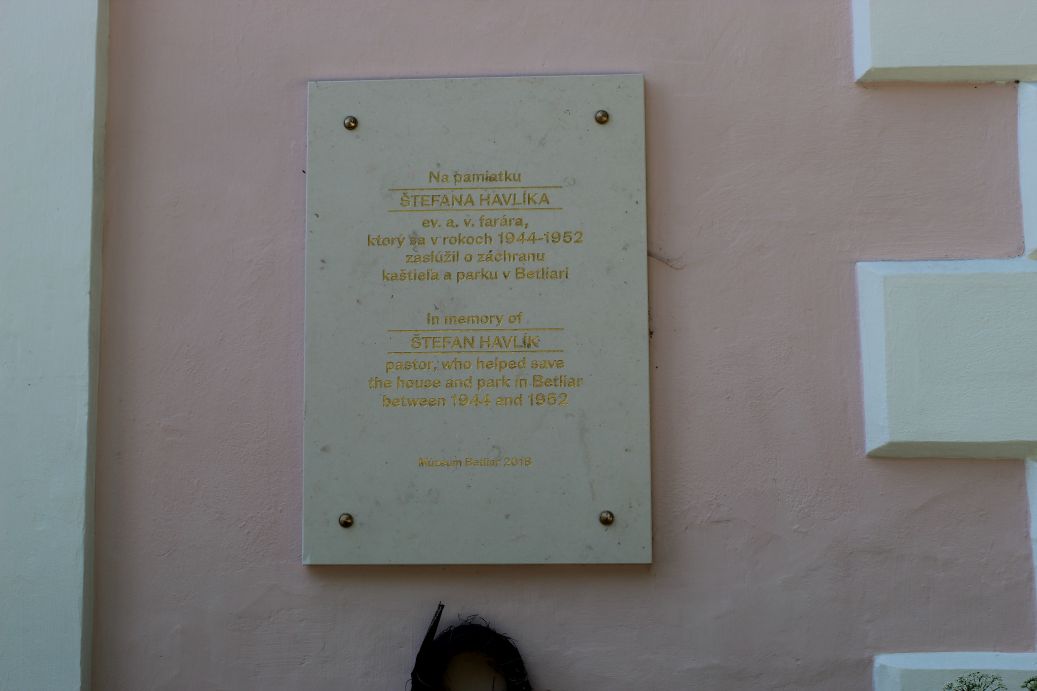 Na pamiatku
ŠTEFANA HAVLÍKA
ev. a. v. farára,
ktorý sa v rokoch 1944-1952
zaslúžil o záchranu
kaštieľa a parku v Betliari
In memory of
ŠTEFAN HAVLÍK
pastor, who helped save
the house and park in Betliar
between 1944 and 1952
Múzeum Betliar 2018